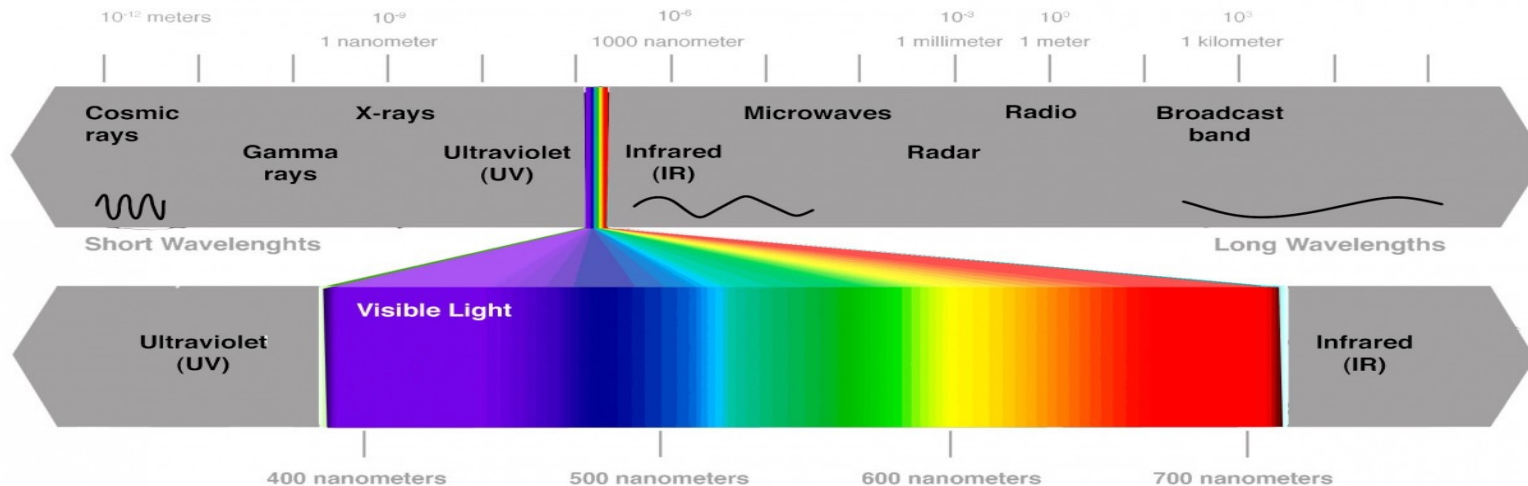 10⁻¹² meters 10⁻⁹ 10⁻⁶ 10⁻³ 10⁰ 10³
1 nanometer 1000 nanometer 1 millimeter 1 meter 1 kilometer
Cosmic
rays
Gamma
rays
X-rays
Ultraviolet
(UV)
Infrared
(IR)
Microwaves
Radar
Radio
Broadcast
band
Short Wavelenghts
Long Wavelengths
Visible Light
Ultraviolet
(UV)
Infrared
(IR)
400 nanometers 500 nanometers 600 nanometers 700 nanometers